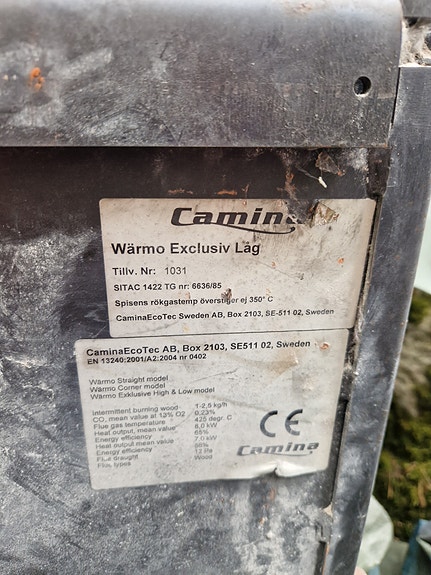 Camina
Wärmo Exclusiv Låg
Tillv. Nr: 1031
SITAC 1422 TG nr: 6636/85
Spisens rökgastemp överstiger ej 350° C
CaminaEcoTec Sweden AB, Box 2103, SE-511 02, Sweden
CaminaEcoTec AB, Box 2103, SE511 02, Sweden
EN 13240:2001/A2:2004 nr 0402
Wärmo Straight model
Wärmo Corner model
Wärmo Exklusive High & Low model
Intermittent burning wood 1-2,5 kg/h
CO, mean value at 13% O2 0,23%
Flue gas temperature 425 degr. C
Heat output, mean value 8,0 kW
Energy efficiency 65%
Heat output mean value 7,0 kW
Energy efficiency 66%
Flue draught 12
Flue, types Wood
CE
Camina